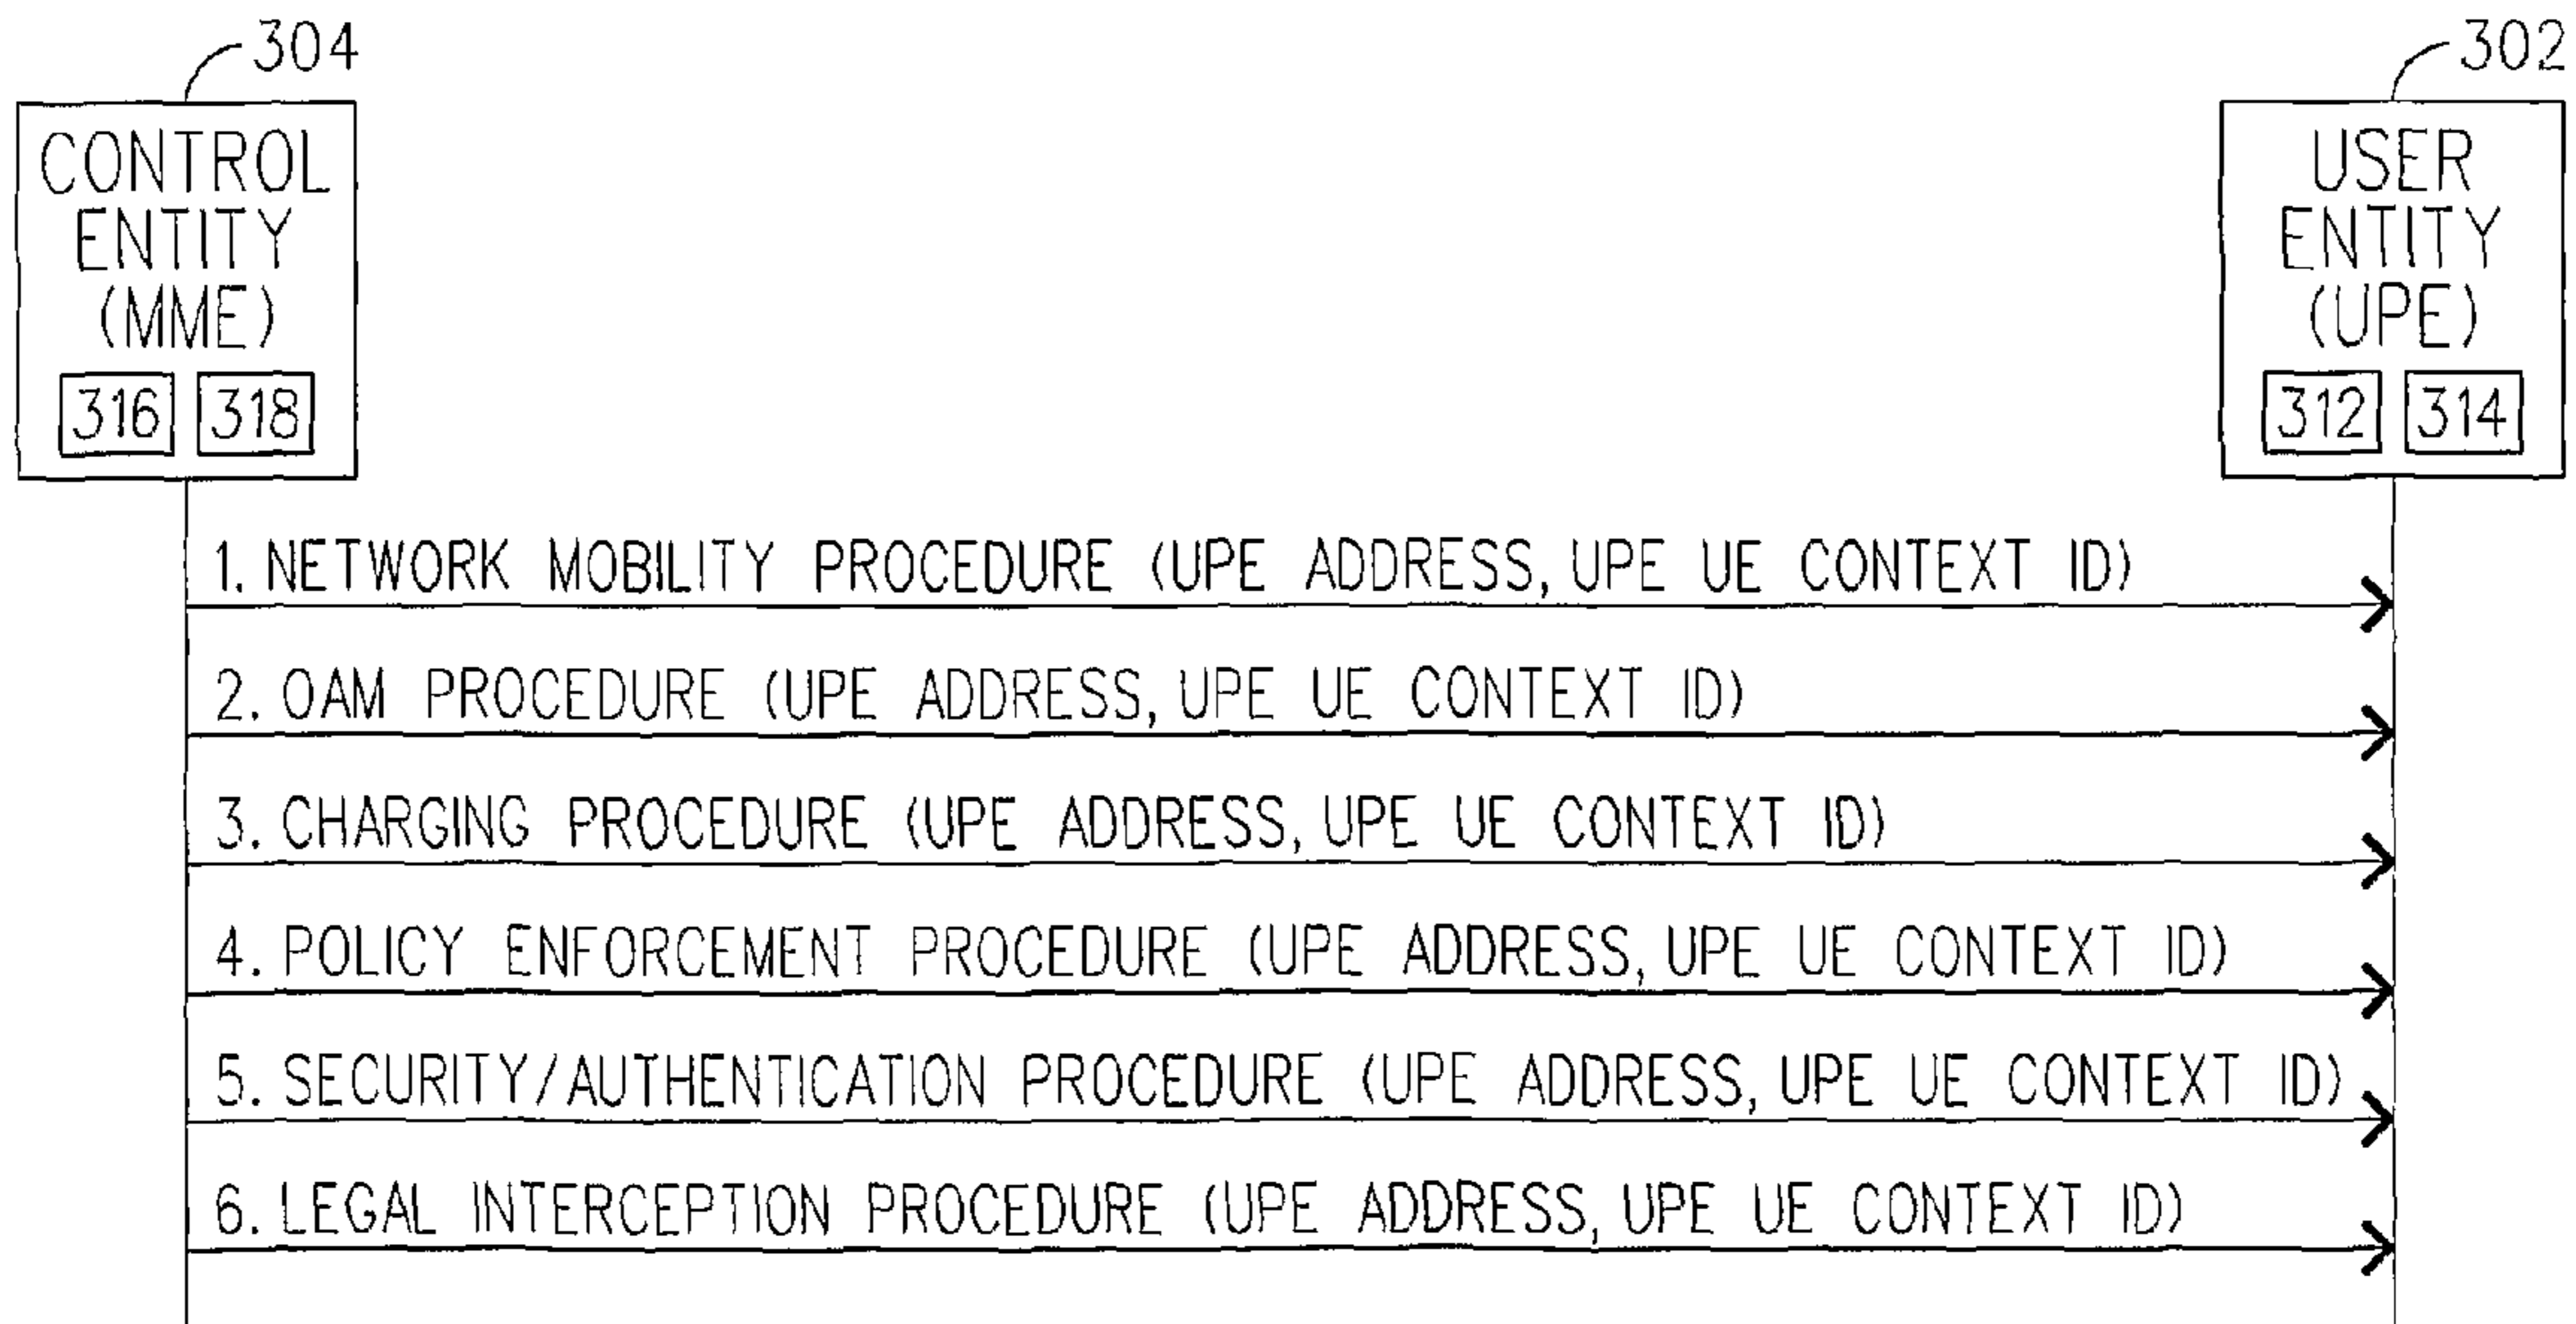 304
302
CONTROL
ENTITY
(MME)
316 318
USER
ENTITY
(UPE)
312 314
1. NETWORK MOBILITY PROCEDURE (UPE ADDRESS, UPE UE CONTEXT ID)
2. OAM PROCEDURE (UPE ADDRESS, UPE UE CONTEXT ID)
3. CHARGING PROCEDURE (UPE ADDRESS, UPE UE CONTEXT ID)
4. POLICY ENFORCEMENT PROCEDURE (UPE ADDRESS, UPE UE CONTEXT ID)
5. SECURITY/AUTHENTICATION PROCEDURE (UPE ADDRESS, UPE UE CONTEXT ID)
6. LEGAL INTERCEPTION PROCEDURE (UPE ADDRESS, UPE UE CONTEXT ID)